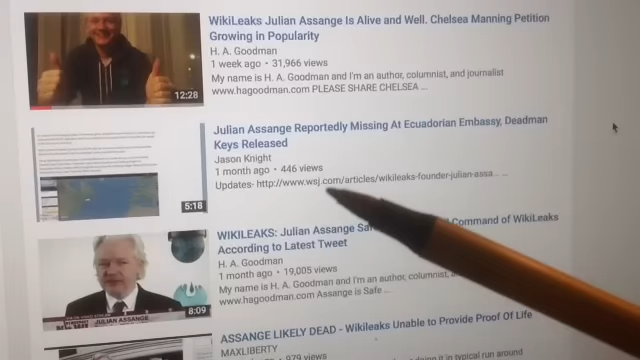 WikiLeaks Julian Assange Is Alive and Well. Chelsea Manning Petition
Growing in Popularity
H. A. Goodman
1 week ago • 31,966 views
My name is H. A. Goodman and I'm an author, columnist, and journalist
www.hagoodman.com PLEASE SHARE CHELSEA ...
12:28
Julian Assange Reportedly Missing At Ecuadorian Embassy, Deadman
Keys Released
Jason Knight
1 month ago • 446 views
Updates- http://www.wsj.com/articles/wikileaks-founder-julian-assa... ...
5:18
WIKILEAKS: Julian Assange Command of WikiLeaks
According to Latest Tweet
H. A. Goodman
1 month ago • 19,005 views
My name is H. A. Goodman and I'm an author, columnist,
www.hagoodman.com Assange is Safe ...
JULIAN ASSANGE
8:09
ASSANGE LIKELY DEAD - Wikileaks Unable to Provide Proof Of Life
MAXLIBERTY
979 views